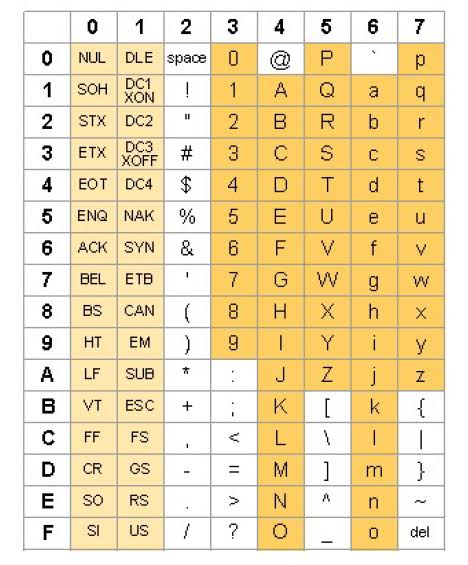 0 1 2 3 4 5 6 7
0 NUL DLE space 0 @ P ` p
1 SOH DC1 XON ! 1 A Q a q
2 STX DC2 " 2 B R b r
3 ETX DC3 XOFF # 3 C S c s
4 EOT DC4 $ 4 D T d t
5 ENQ NAK % 5 E U e u
6 ACK SYN & 6 F V f v
7 BEL ETB ' 7 G W g w
8 BS CAN ( 8 H X h x
9 HT EM ) 9 I Y i y
A LF SUB * : J Z j z
B VT ESC + ; K [ k {
C FF FS , < L \ l |
D CR GS - = M ] m }
E SO RS . > N ^ n ~
F SI US / ? O _ o del